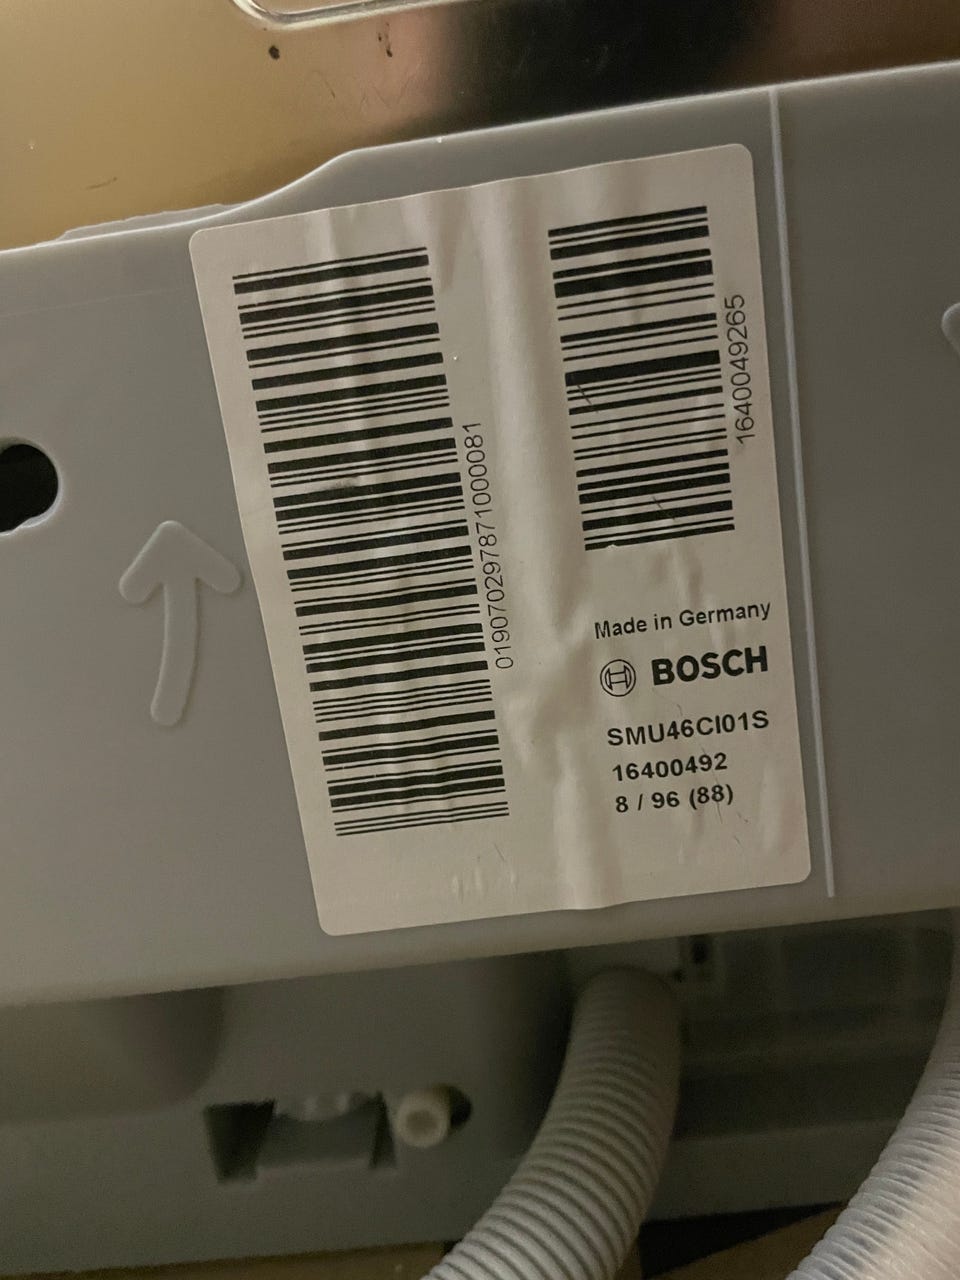 019070297871000081
1640049265
Made in Germany
BOSCH
SMU46CI01S
16400492
8 / 96 (88)